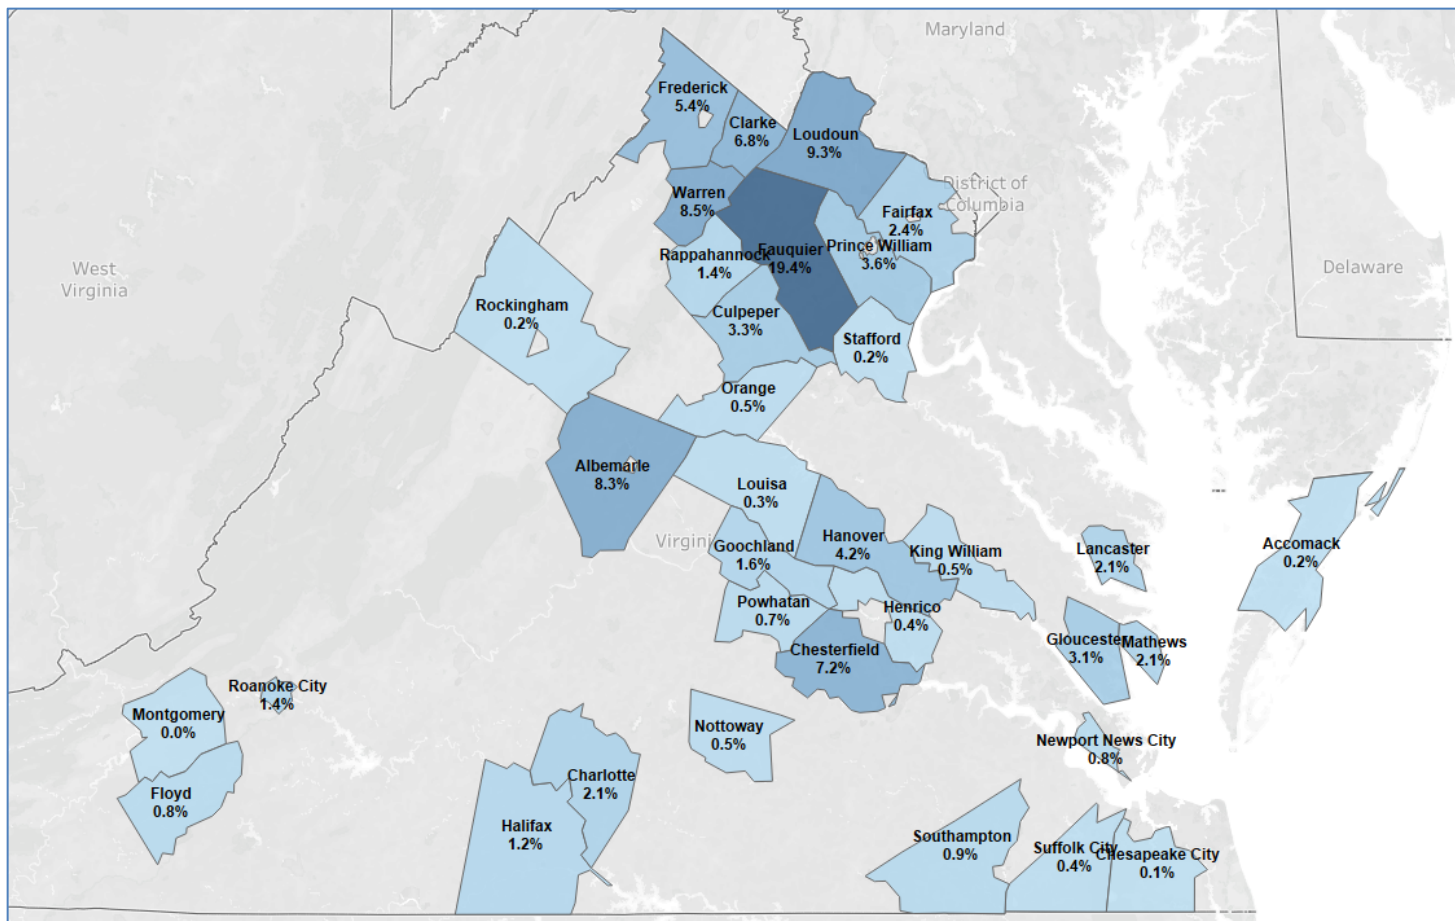 Maryland
Frederick
5.4%
Clarke
6.8%
Loudoun
9.3%
District of
Columbia
Warren
8.5%
Fairfax
2.4%
Fauquier
19.4%
Prince William
3.6%
Rappahannock
1.4%
West
Virginia
Delaware
Rockingham
0.2%
Culpeper
3.3%
Stafford
0.2%
Orange
0.5%
Albemarle
8.3%
Louisa
0.3%
Virgini
Goochland
1.6%
Hanover
4.2%
King William
0.5%
Lancaster
2.1%
Accomack
0.2%
Powhatan
0.7%
Henrico
0.4%
Chesterfield
7.2%
Gloucester
3.1%
Mathews
2.1%
Roanoke City
1.4%
Montgomery
0.0%
Nottoway
0.5%
Newport News City
0.8%
Floyd
0.8%
Charlotte
2.1%
Halifax
1.2%
Southampton
0.9%
Suffolk City
0.4%
Chesapeake City
0.1%